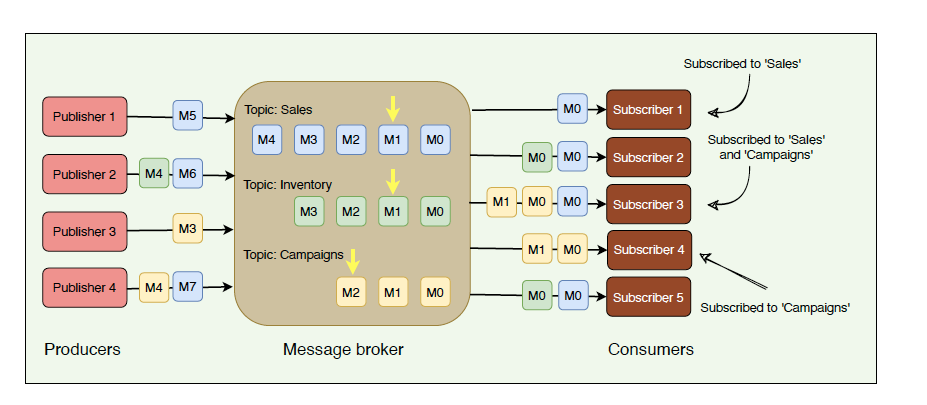 Subscribed to 'Sales'
Publisher 1
M5
Topic: Sales
M4 M3 M2 M1 M0
M0
Subscriber 1
Subscribed to 'Sales'
and 'Campaigns'
Publisher 2
M4 M6
Topic: Inventory
M3 M2 M1 M0
M0 M0
Subscriber 2
M1 M0 M0
Subscriber 3
Publisher 3
M3
Topic: Campaigns
M2 M1 M0
M1 M0
Subscriber 4
Publisher 4
M4 M7
M0 M0
Subscriber 5
Subscribed to 'Campaigns'
Producers
Message broker
Consumers